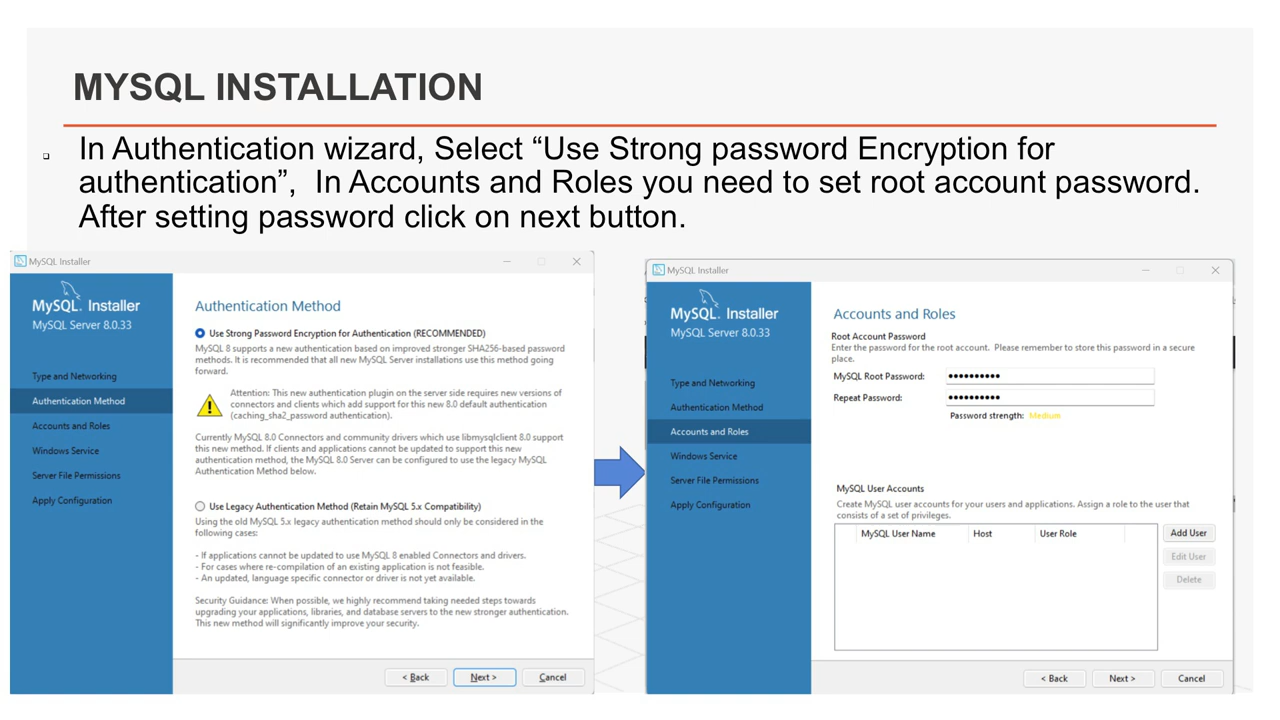 MYSQL INSTALLATION
In Authentication wizard, Select “Use Strong password Encryption for
authentication”, In Accounts and Roles you need to set root account password.
After setting password click on next button.
MySQL Installer
MySQL. Installer
MySQL Server 8.0.33
Type and Networking
Authentication Method
Accounts and Roles
Windows Service
Server File Permissions
Apply Configuration
Authentication Method
Use Strong Password Encryption for Authentication (RECOMMENDED)
MySQL 8 supports a new authentication based on improved stronger SHA256-based password
methods. It is recommended that all new MySQL Server installations use this method going
forward.
Attention: This new authentication plugin on the server side requires new versions of
connectors and clients which add support for this new 8.0 default authentication
(caching_sha2_password authentication).
Currently MySQL 8.0 Connectors and community drivers which use libmysqlclient 8.0 support
this new method. If clients and applications cannot be updated to support this new
authentication method, the MySQL 8.0 Server can be configured to use the legacy MySQL
Authentication Method below.
Use Legacy Authentication Method (Retain MySQL 5.x Compatibility)
Using the old MySQL 5.x legacy authentication method should only be considered in the
following cases:
- If applications cannot be updated to use MySQL 8 enabled Connectors and drivers.
- For cases where re-compilation of an existing application is not feasible.
- An updated, language specific connector or driver is not yet available.
Security Guidance: When possible, we highly recommend taking needed steps towards
upgrading your applications, libraries, and database servers to the new stronger authentication.
This new method will significantly improve your security.
< Back
Next >
Cancel
MySQL Installer
MySQL. Installer
MySQL Server 8.0.33
Type and Networking
Authentication Method
Accounts and Roles
Windows Service
Server File Permissions
Apply Configuration
Accounts and Roles
Root Account Password
Enter the password for the root account. Please remember to store this password in a secure
place.
MySQL Root Password: ••••••••••
Repeat Password: ••••••••••
Password strength: Medium
MySQL User Accounts
Create MySQL user accounts for your users and applications. Assign a role to the user that
consists of a set of privileges.
MySQL User Name Host User Role
Add User
Edit User
Delete
< Back
Next >
Cancel